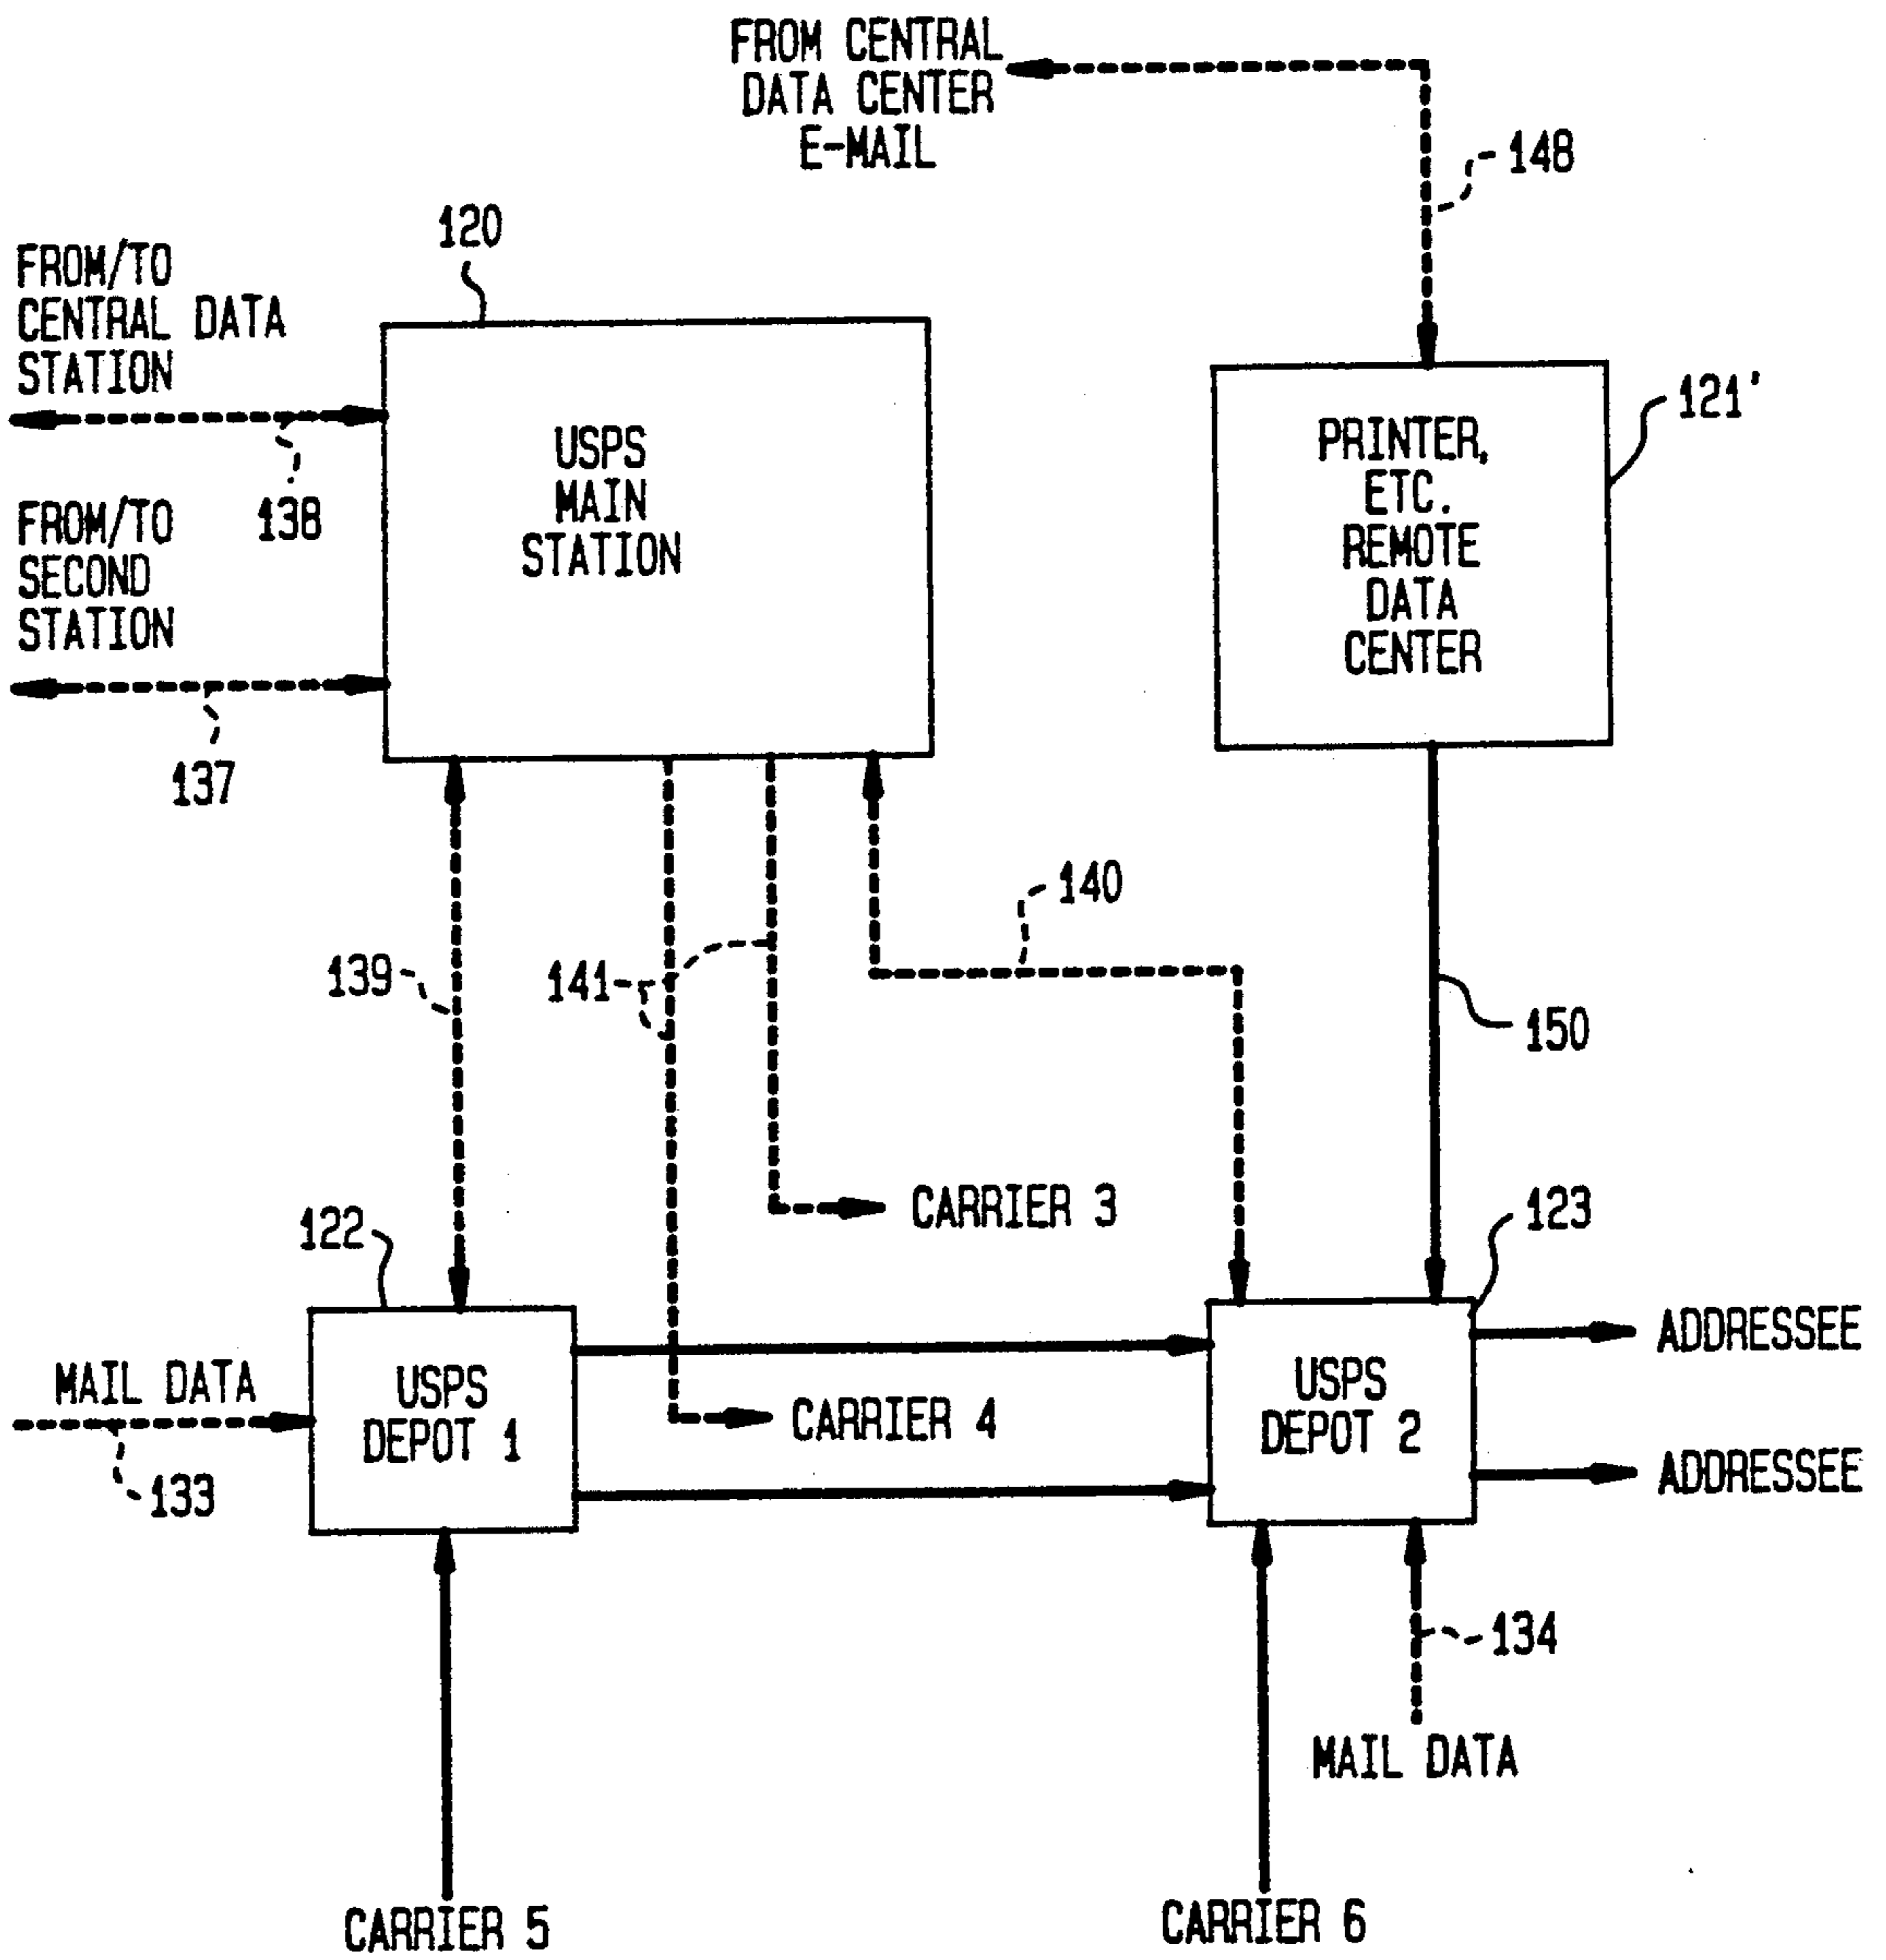 FROM CENTRAL
DATA CENTER
E-MAIL
148
120
FROM/TO
CENTRAL DATA
STATION
138
FROM/TO
SECOND
STATION
137
USPS
MAIN
STATION
PRINTER,
ETC.
REMOTE
DATA
CENTER
121'
139
141
140
150
CARRIER 3
122
123
MAIL DATA
133
USPS
DEPOT 1
CARRIER 4
USPS
DEPOT 2
ADDRESSEE
ADDRESSEE
134
MAIL DATA
CARRIER 5
CARRIER 6